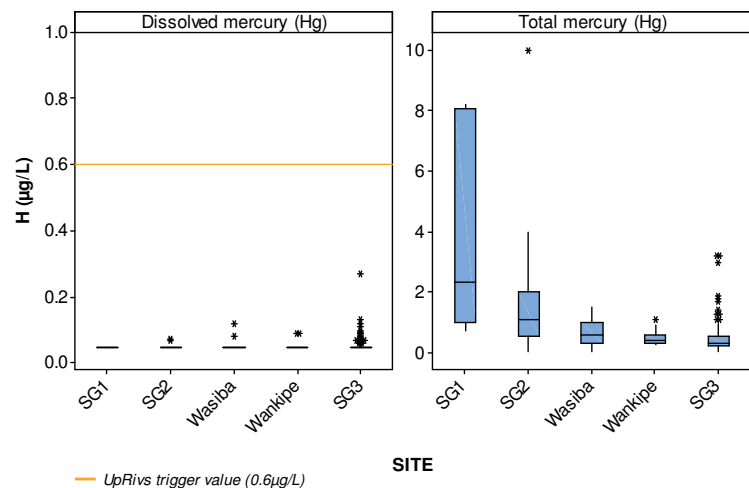 Dissolved mercury (Hg)
Total mercury (Hg)
H (µg/L)
1.0
0.8
0.6
0.4
0.2
0.0
10
8
6
4
2
0
SG1
SG2
Wasiba
Wankipe
SG3
SG1
SG2
Wasiba
Wankipe
SG3
SITE
UpRivs trigger value (0.6µg/L)